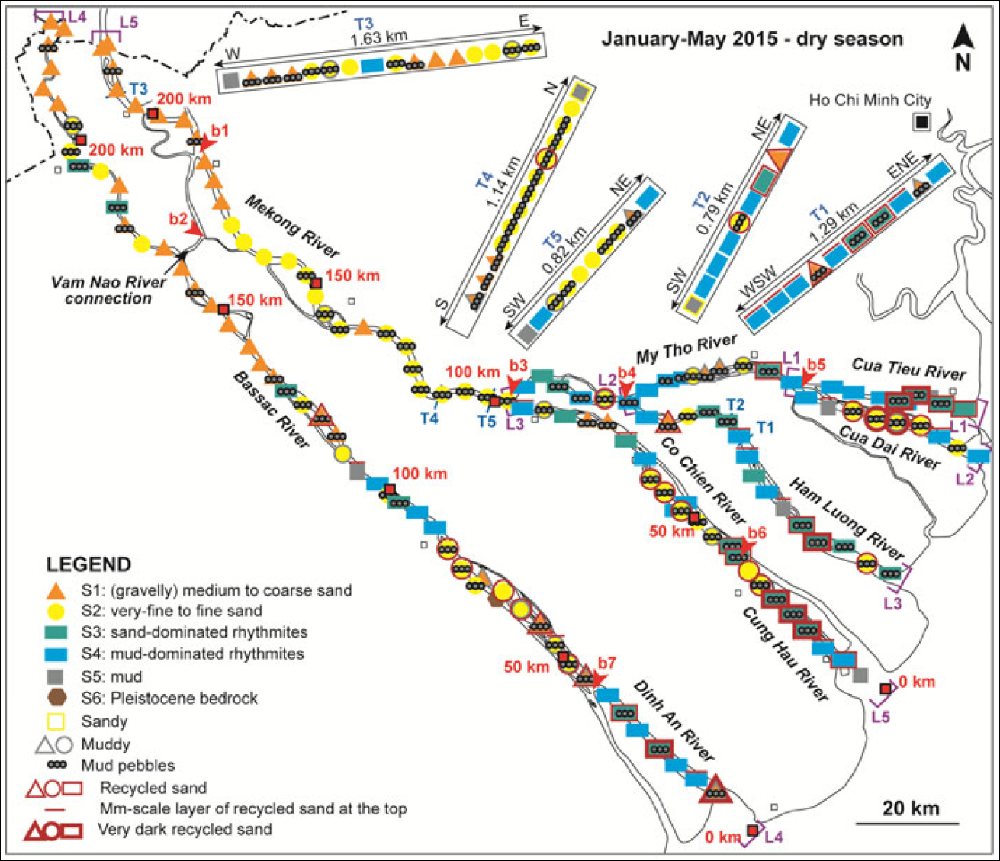 L4
L5
T3
E
1.63 km
W
January-May 2015 - dry season
N
Ho Chi Minh City
T3
200 km
200 km
b1
b2
Mekong River
Vam Nao River
connection
150 km
150 km
N
T4
1.14 km
S
NE
T5
0.82 km
SW
NE
T2
0.79 km
SW
ENE
T1
1.29 km
WSW
My Tho River
Bassac River
100 km
b3
L2
b4
L1
b5
Cua Tieu River
T4
T5
L3
T2
T1
L1
Cua Dai River
L2
Co Chien River
Ham Luong River
100 km
50 km
b6
L3
Cung Hau River
LEGEND
S1: (gravelly) medium to coarse sand
S2: very-fine to fine sand
S3: sand-dominated rhythmites
S4: mud-dominated rhythmites
S5: mud
S6: Pleistocene bedrock
Sandy
Muddy
Mud pebbles
Recycled sand
Mm-scale layer of recycled sand at the top
Very dark recycled sand
50 km
b7
Dinh An River
0 km
L5
0 km
L4
20 km